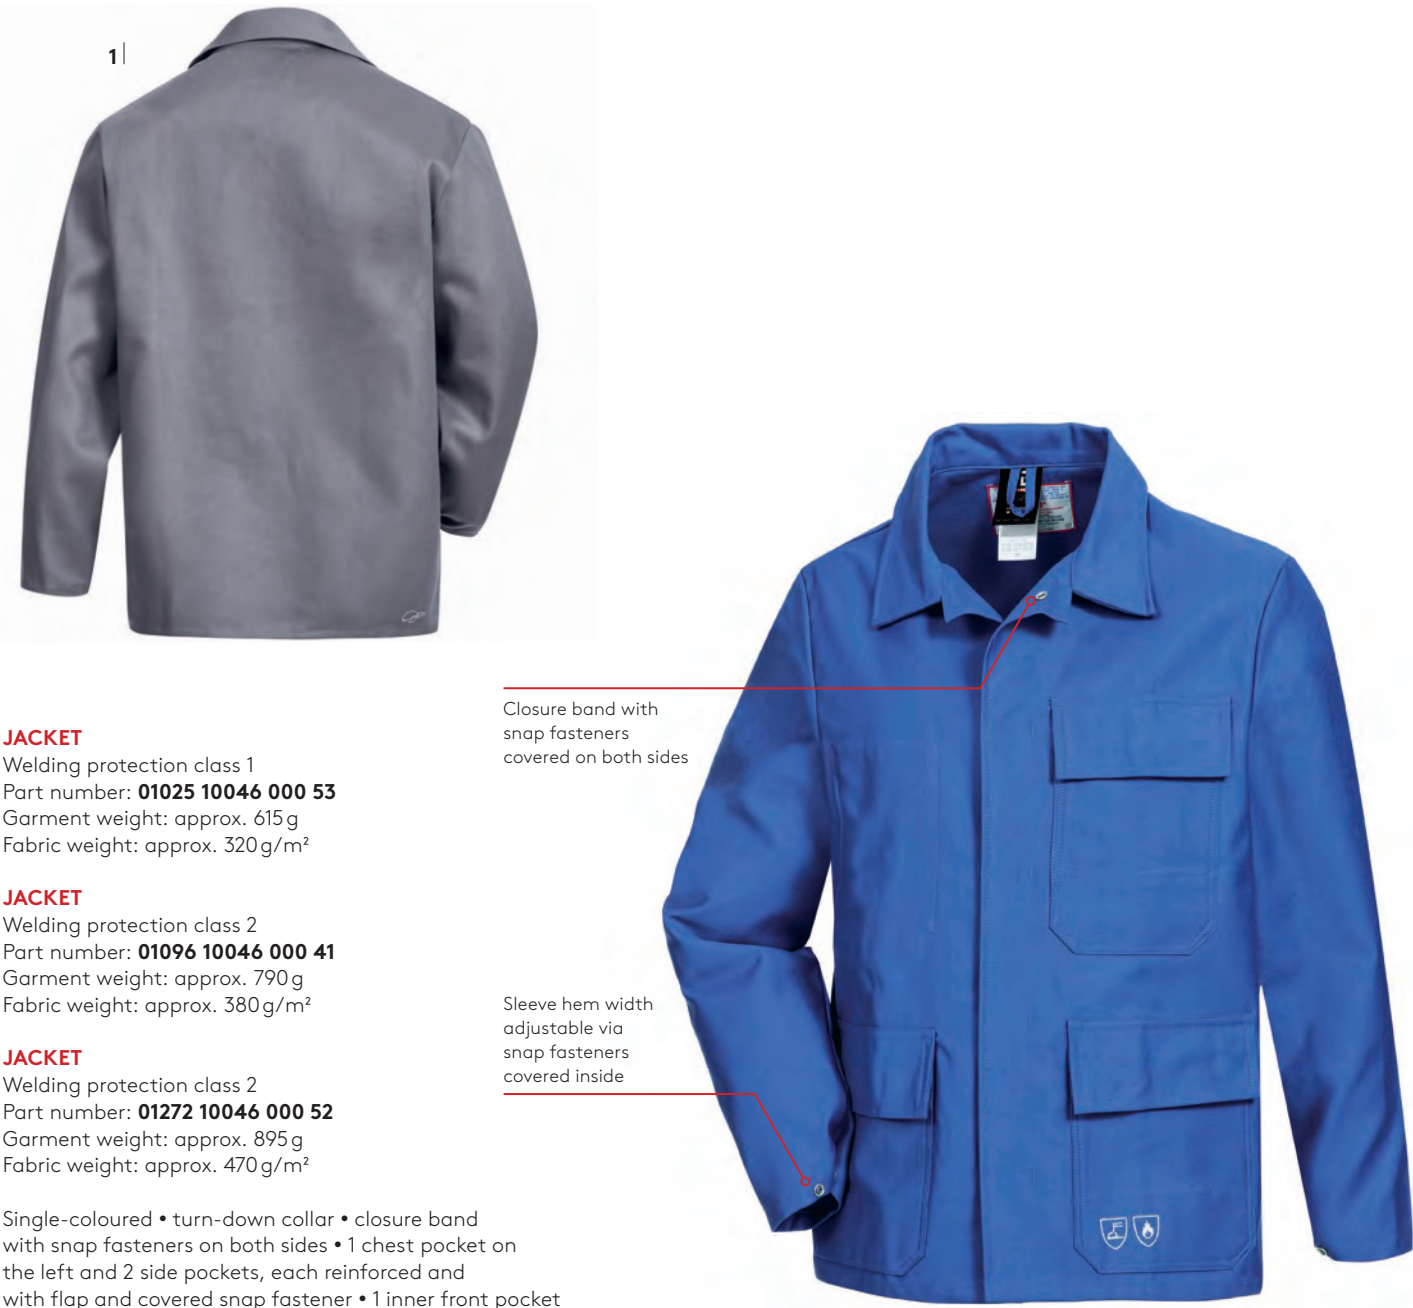 1
JACKET
Welding protection class 1
Part number: 01025 10046 000 53
Garment weight: approx. 615 g
Fabric weight: approx. 320 g/m²
JACKET
Welding protection class 2
Part number: 01096 10046 000 41
Garment weight: approx. 790 g
Fabric weight: approx. 380 g/m²
JACKET
Welding protection class 2
Part number: 01272 10046 000 52
Garment weight: approx. 895 g
Fabric weight: approx. 470 g/m²
Single-coloured • turn-down collar • closure band
with snap fasteners on both sides • 1 chest pocket on
the left and 2 side pockets, each reinforced and
with flap and covered snap fastener • 1 inner front pocket
Closure band with
snap fasteners
covered on both sides
Sleeve hem width
adjustable via
snap fasteners
covered inside